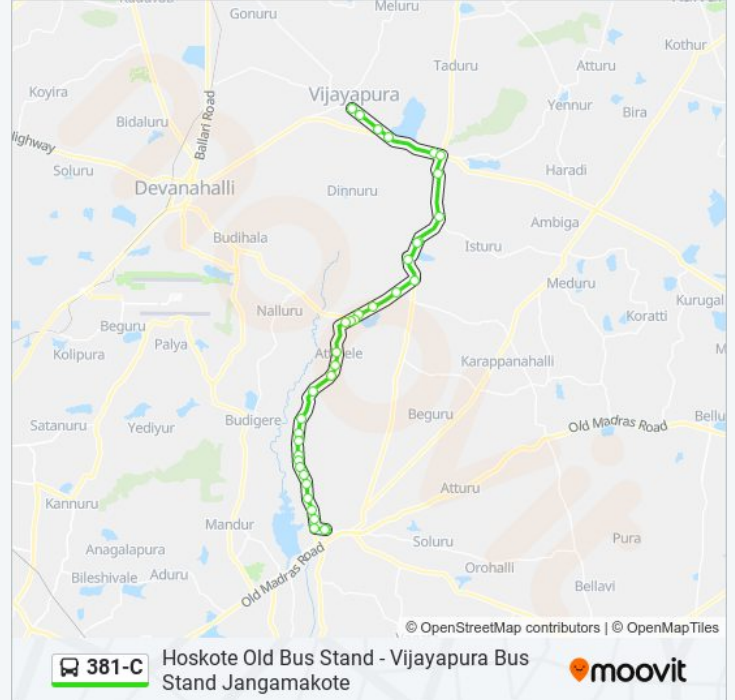 Gonuru
Meluru
Kothur
Taduru
Atturu
Koyira
Vijayapura
Yennur
Bira
Bidaluru
Ballari Road
Soluru
Haradi
Devanahalli
Dinnuru
Ambiga
Budihala
Isturu
Meduru
Nalluru
Kurugal
Koratti
Beguru
Palya
Kolipura
Karappanahalli
Beguru
Budigere
Old Madras Road
Satanuru
Yediyur
Atturu
Kannuru
Mandur
Soluru
Pura
Anagalapura
Aduru
Orohalli
Bileshivale
Old Madras Road
Bellavi
© OpenStreetMap contributors | © OpenMapTiles
381-C
Hoskote Old Bus Stand - Vijayapura Bus
Stand Jangamakote
moovit